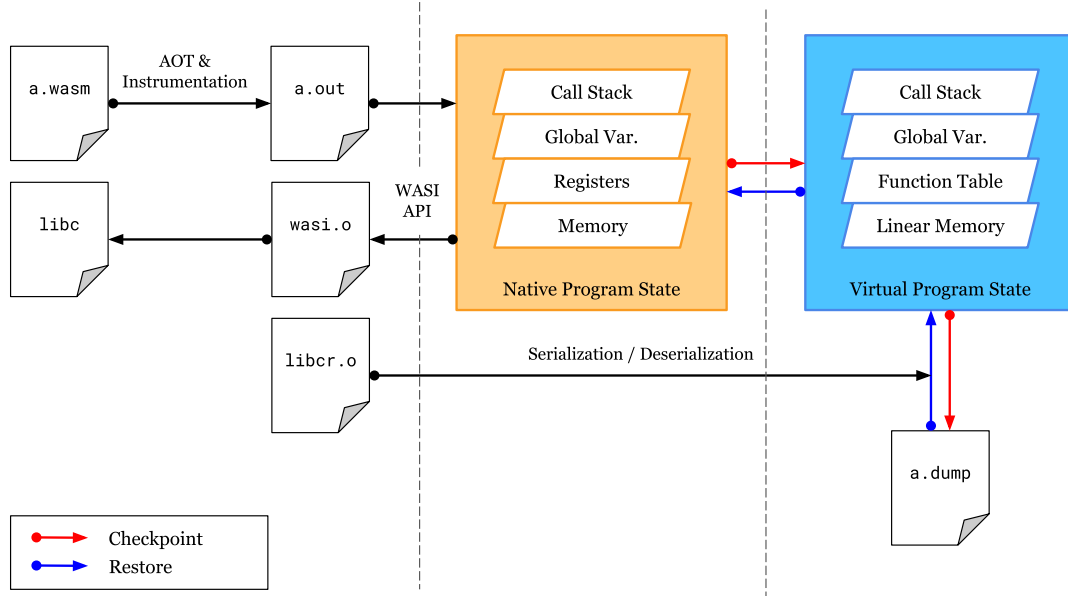 AOT &
Instrumentation
a.wasm
a.out
Call Stack
Global Var.
Registers
Memory
Native Program State
Call Stack
Global Var.
Function Table
Linear Memory
Virtual Program State
libc
wasi.o
WASI
API
libcr.o
Serialization / Deserialization
a.dump
Checkpoint
Restore